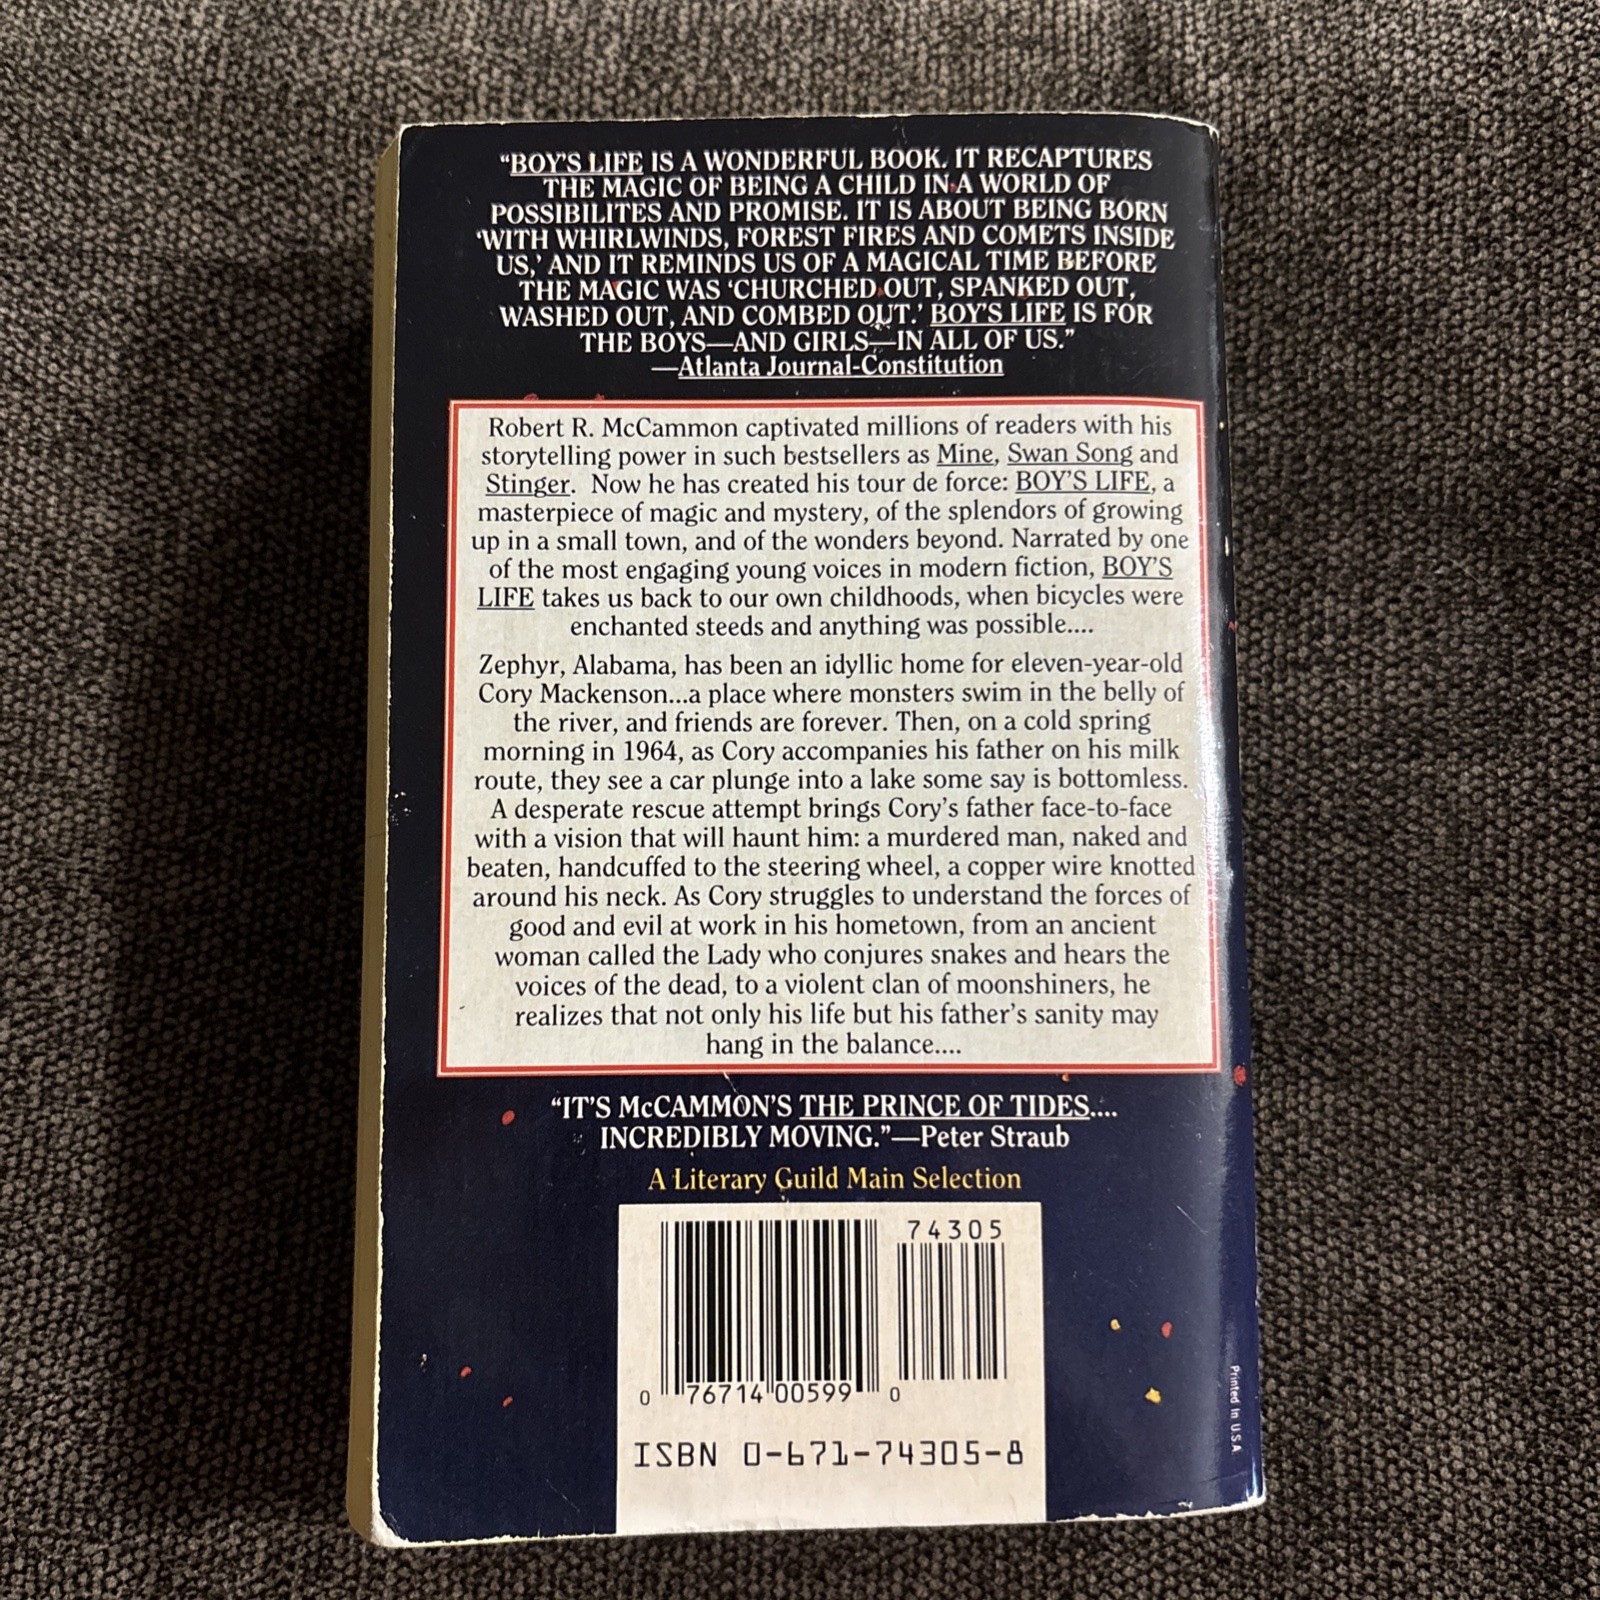 “BOY'S LIFE IS A WONDERFUL BOOK. IT RECAPTURES
THE MAGIC OF BEING A CHILD IN A WORLD OF
POSSIBILITES AND PROMISE. IT IS ABOUT BEING BORN
‘WITH WHIRLWINDS, FOREST FIRES AND COMETS INSIDE
US,’ AND IT REMINDS US OF A MAGICAL TIME BEFORE
THE MAGIC WAS ‘CHURCHED OUT, SPANKED OUT,
WASHED OUT, AND COMBED OUT.’ BOY'S LIFE IS FOR
THE BOYS—AND GIRLS—IN ALL OF US.”
—Atlanta Journal-Constitution
Robert R. McCammon captivated millions of readers with his
storytelling power in such bestsellers as Mine, Swan Song and
Stinger. Now he has created his tour de force: BOY'S LIFE, a
masterpiece of magic and mystery, of the splendors of growing
up in a small town, and of the wonders beyond. Narrated by one
of the most engaging young voices in modern fiction, BOY'S
LIFE takes us back to our own childhoods, when bicycles were
enchanted steeds and anything was possible....
Zephyr, Alabama, has been an idyllic home for eleven-year-old
Cory Mackenson...a place where monsters swim in the belly of
the river, and friends are forever. Then, on a cold spring
morning in 1964, as Cory accompanies his father on his milk
route, they see a car plunge into a lake some say is bottomless.
A desperate rescue attempt brings Cory's father face-to-face
with a vision that will haunt him: a murdered man, naked and
beaten, handcuffed to the steering wheel, a copper wire knotted
around his neck. As Cory struggles to understand the forces of
good and evil at work in his hometown, from an ancient
woman called the Lady who conjures snakes and hears the
voices of the dead, to a violent clan of moonshiners, he
realizes that not only his life but his father's sanity may
hang in the balance....
“IT'S McCAMMON'S THE PRINCE OF TIDES....
INCREDIBLY MOVING.”—Peter Straub
A Literary Guild Main Selection
74305
0 76714 00599 0
ISBN 0-671-74305-8
Printed in U S A